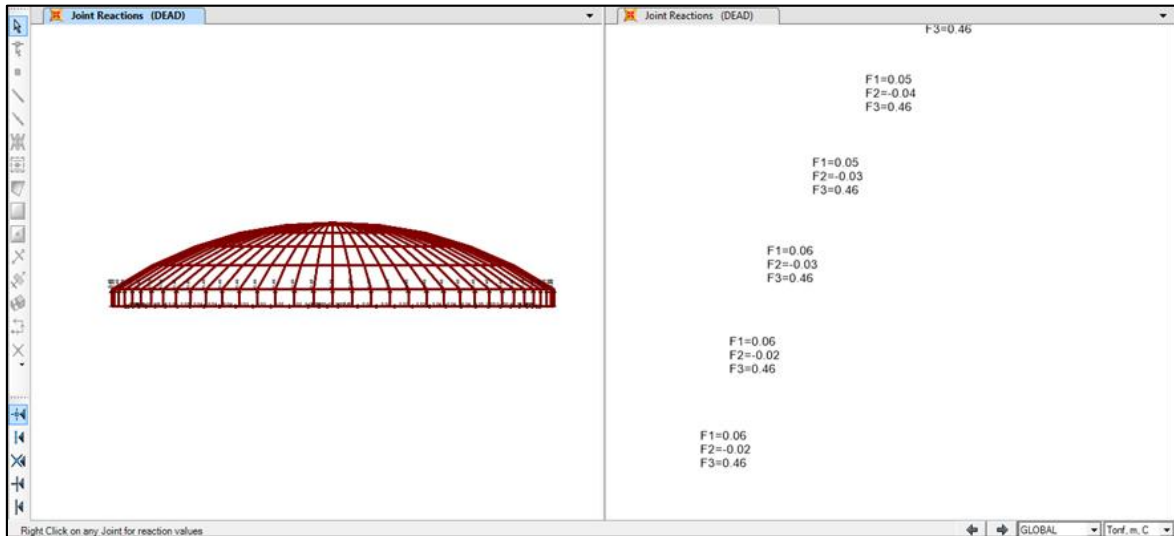 Joint Reactions (DEAD)
Joint Reactions (DEAD)
F3=0.46
F1=0.05
F2=-0.04
F3=0.46
F1=0.05
F2=-0.03
F3=0.46
F1=0.06
F2=-0.03
F3=0.46
F1=0.06
F2=-0.02
F3=0.46
F1=0.06
F2=-0.02
F3=0.46
Right Click on any Joint for reaction values
GLOBAL
Tonf, m, C